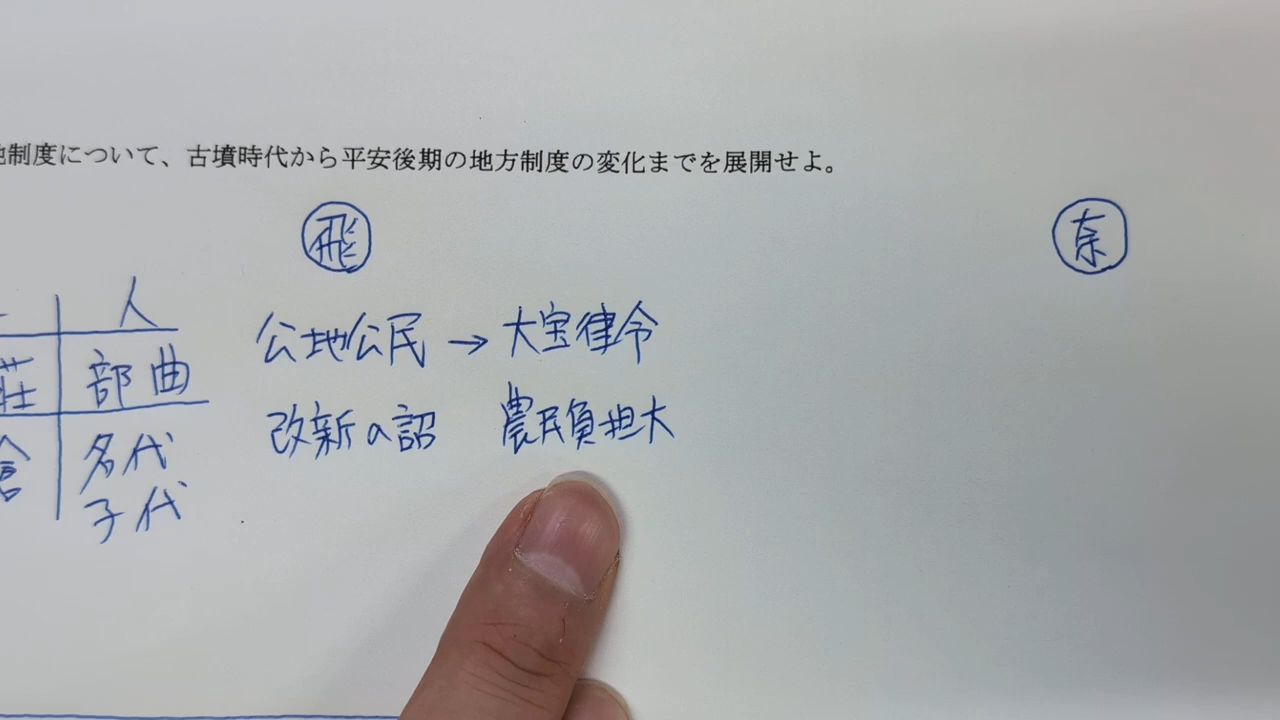 制度について、古墳時代から平安後期の地方制度の変化までを展開せよ。
飛
奈
人
公地公民 → 大宝律令
荘 部曲
改新の詔 農民負担大
倉 名代
子代